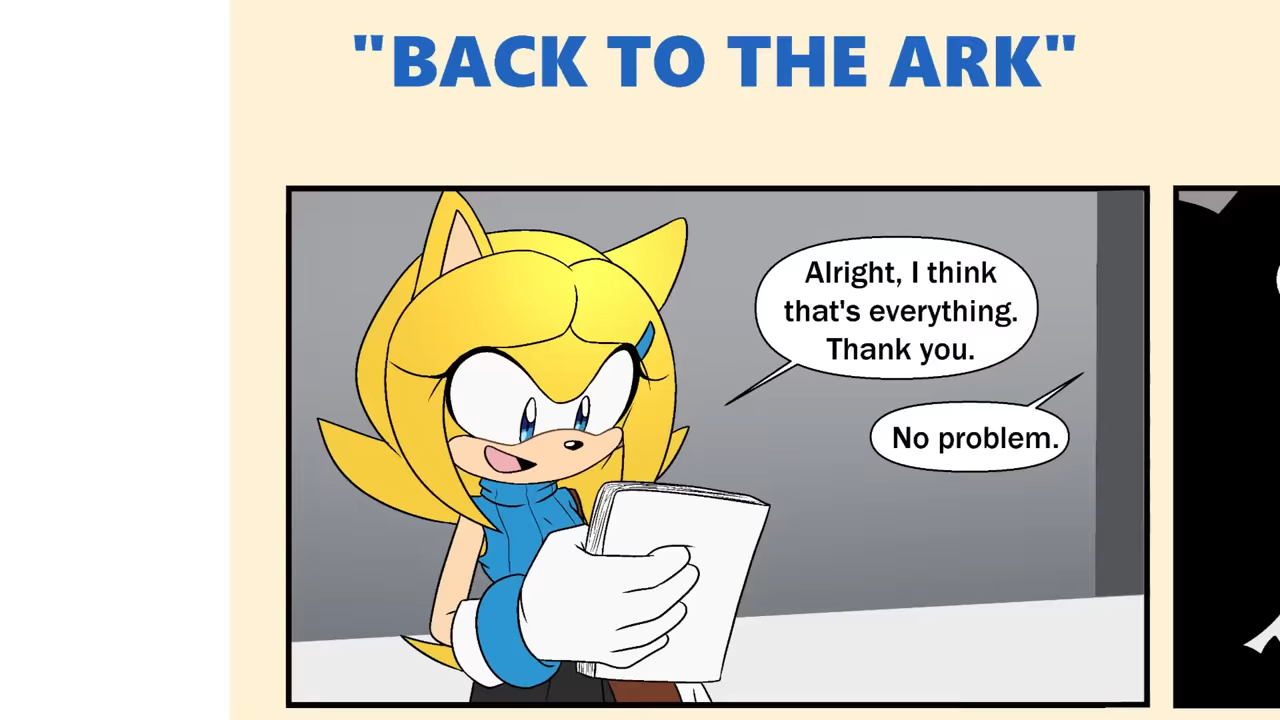 "BACK TO THE ARK"
Alright, I think
that's everything.
Thank you.
No problem.